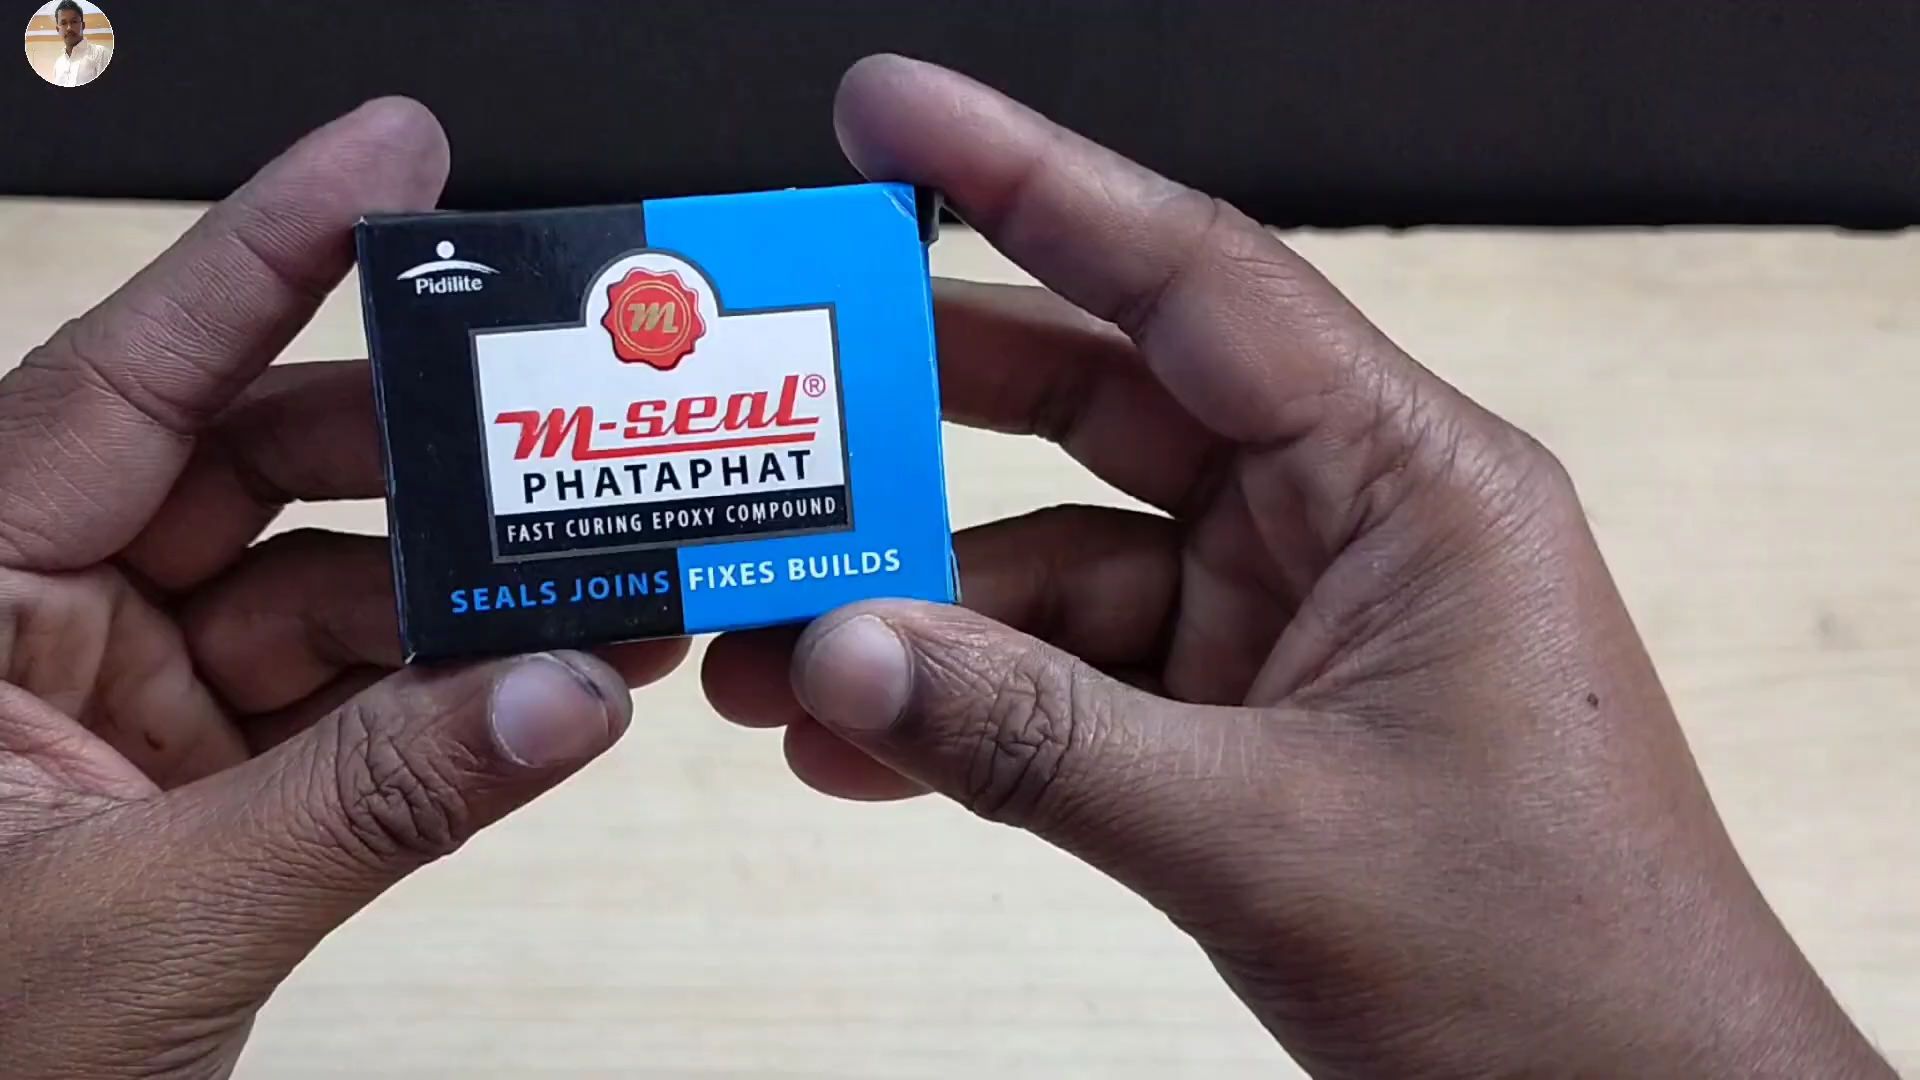 Pidilite
m
m-seal®
PHATAPHAT
FAST CURING EPOXY COMPOUND
SEALS JOINS FIXES BUILDS